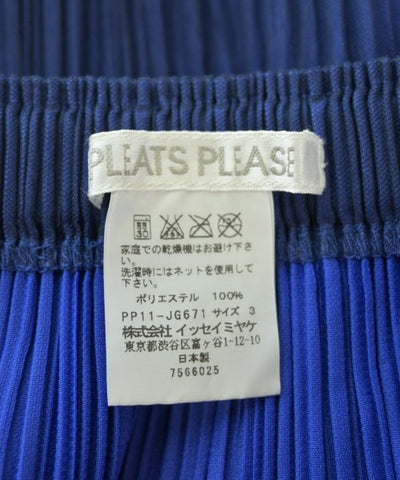 PLEATS PLEASE
30
家庭での乾燥機はお避け下さい。
洗濯時にはネットを使用して
下さい。
ポリエステル 100%
PP11-JG671 サイズ 3
株式会社 イッセイミヤケ
東京都渋谷区富ヶ谷1-12-10
日本製
7566025